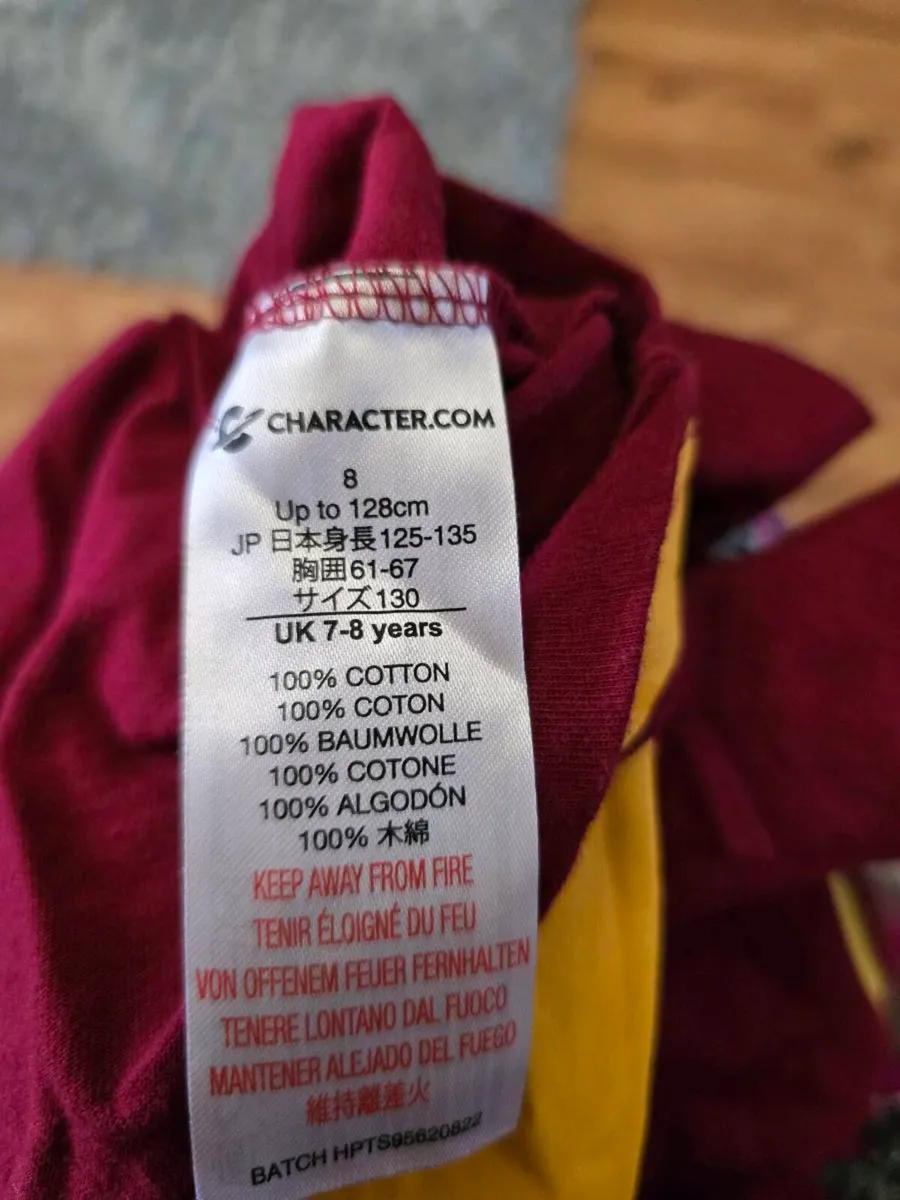 CHARACTER.COM
8
Up to 128cm
JP 日本身長125-135
胸囲61-67
サイズ130
UK 7-8 years
100% COTTON
100% COTON
100% BAUMWOLLE
100% COTONE
100% ALGODÓN
100% 木綿
KEEP AWAY FROM FIRE
TENIR ÉLOIGNÉ DU FEU
VON OFFENEM FEUER FERNHALTEN
TENERE LONTANO DAL FUOCO
MANTENER ALEJADO DEL FUEGO
維持離差火
BATCH HPTS95620822